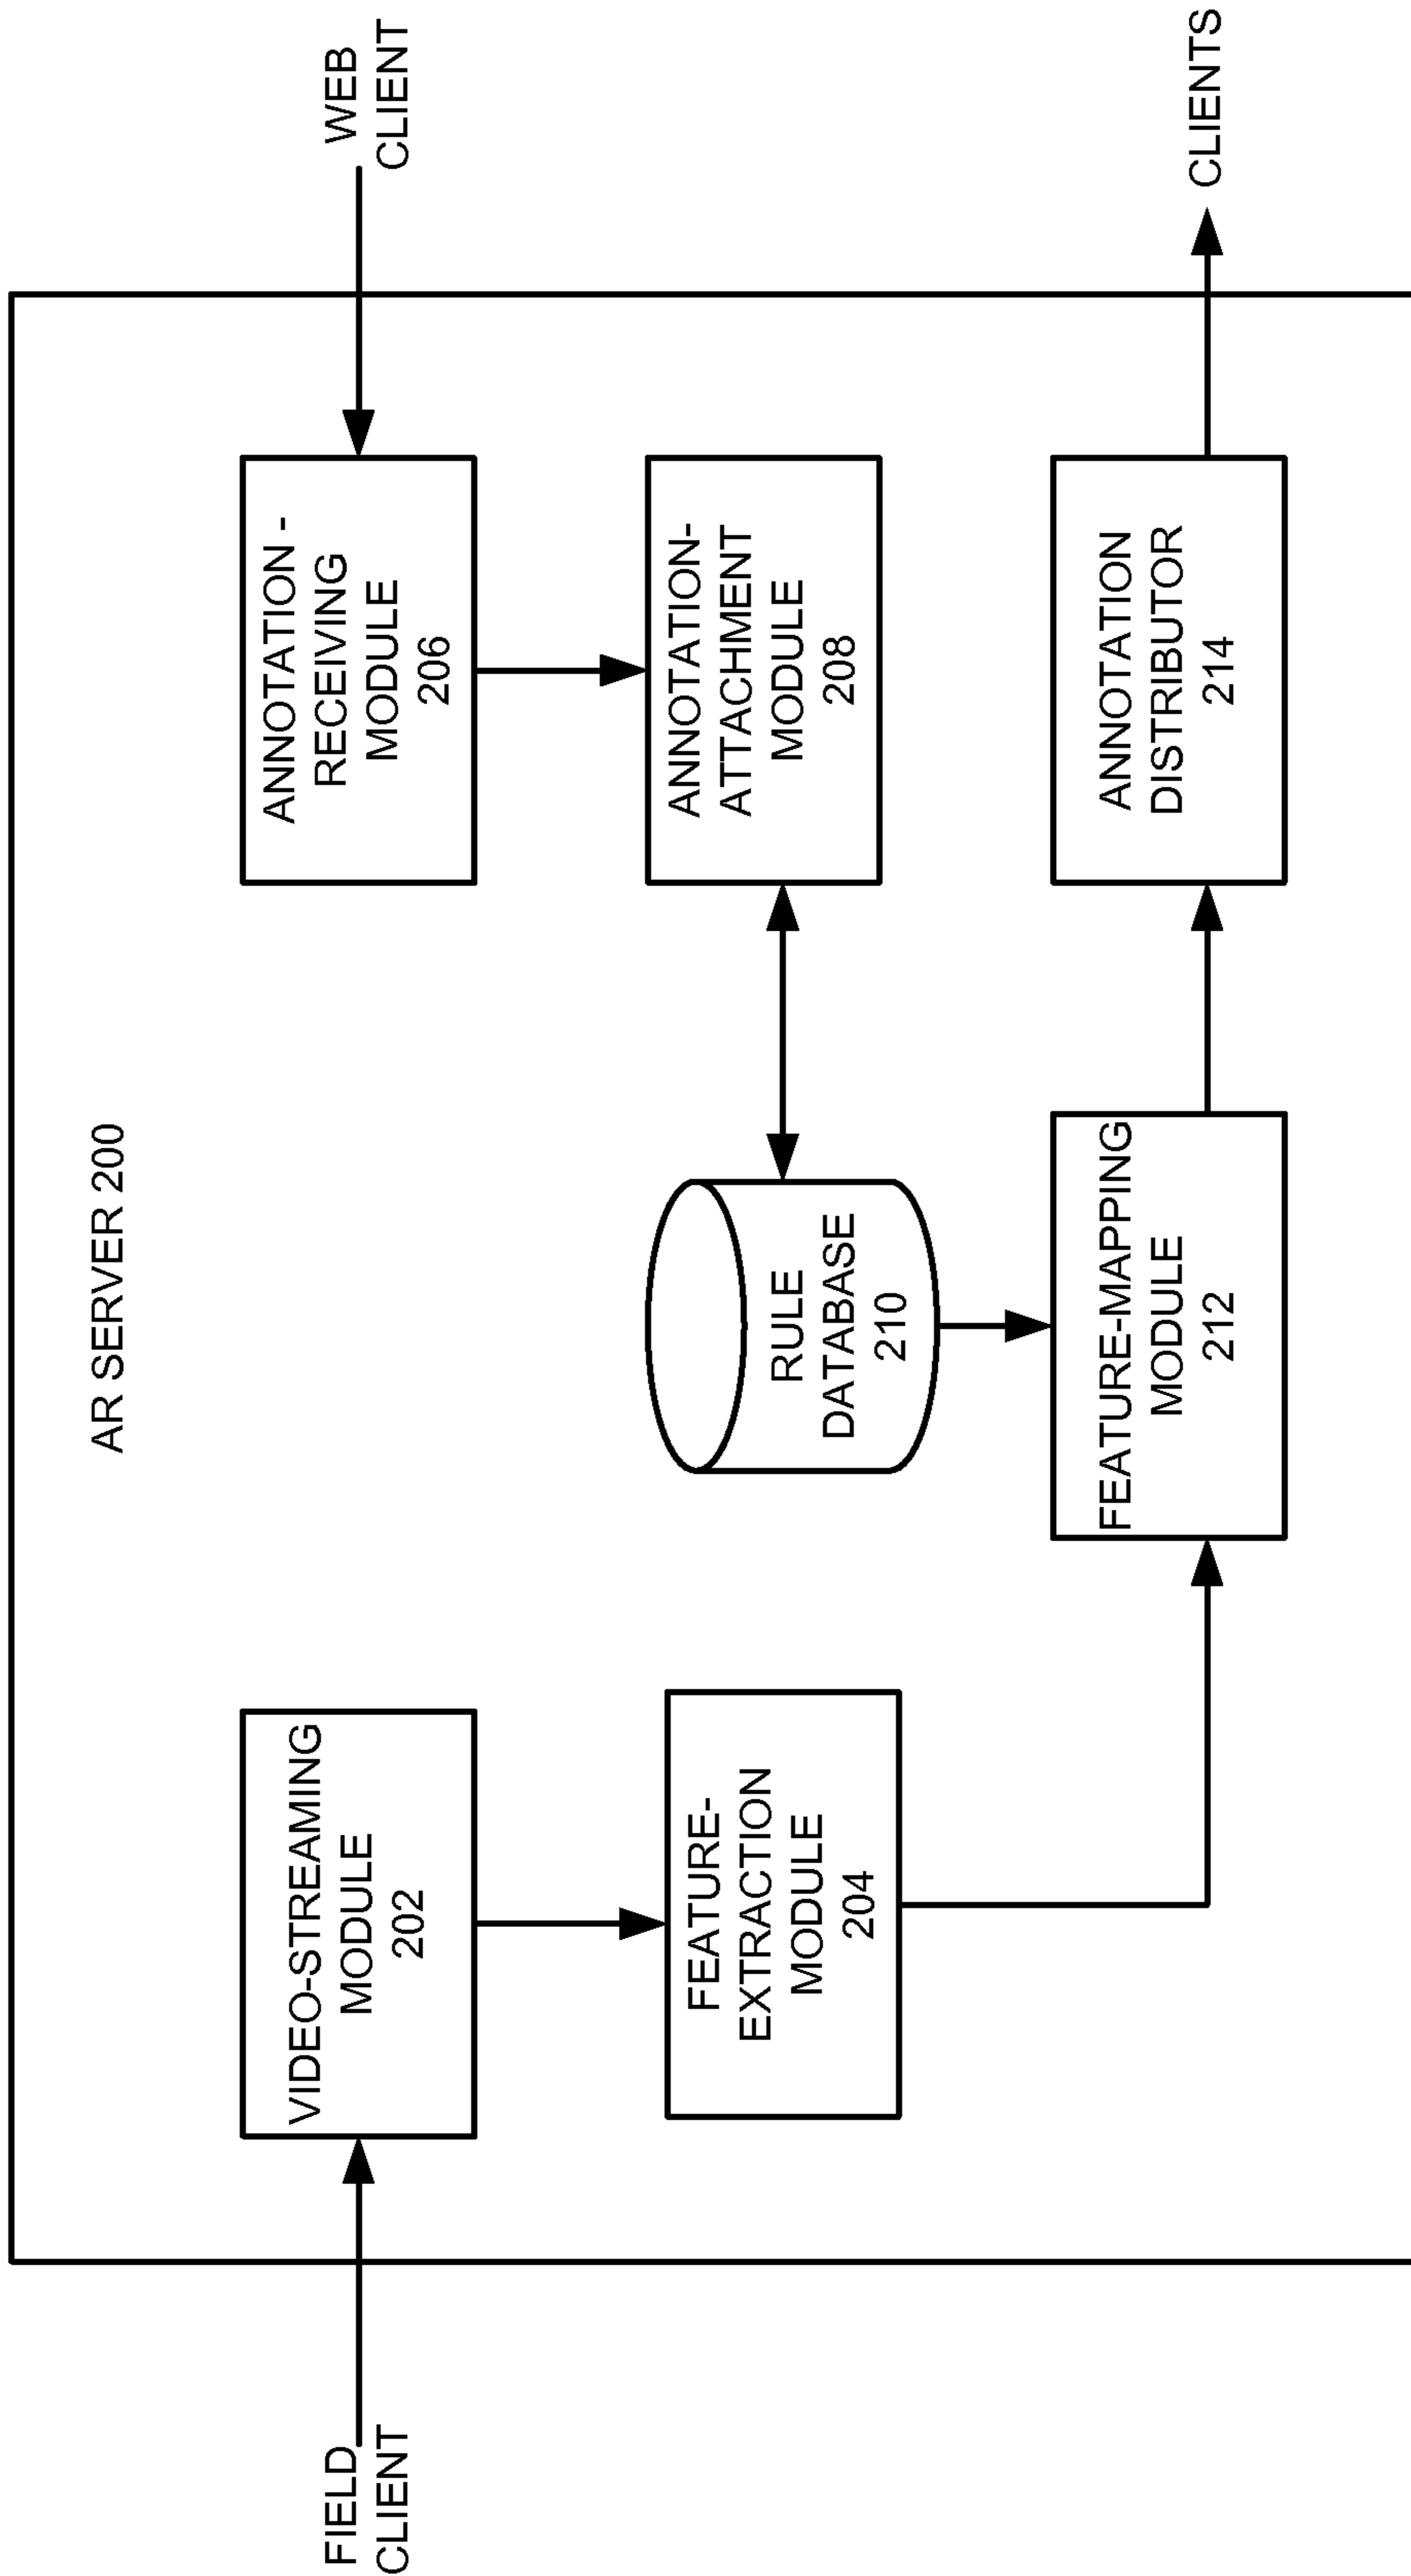 AR SERVER 200
FIELD
CLIENT
VIDEO-STREAMING
MODULE
202
ANNOTATION -
RECEIVING
MODULE
206
WEB
CLIENT
FEATURE-
EXTRACTION
MODULE
204
RULE
DATABASE
210
ANNOTATION-
ATTACHMENT
MODULE
208
FEATURE-MAPPING
MODULE
212
ANNOTATION
DISTRIBUTOR
214
CLIENTS